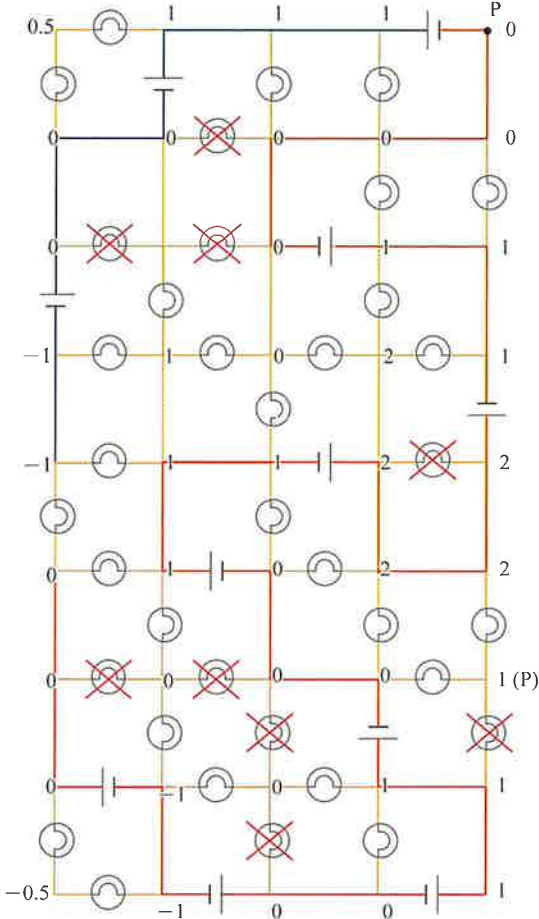 P
0.5 1 1 1 0
0 0 0 0 0
0 0 1 1
−1 1 0 2 1
−1 1 1 2 2
0 1 0 2 2
0 0 0 0 1 (P)
0 −1 0 1 1
−0.5 −1 0 0 1